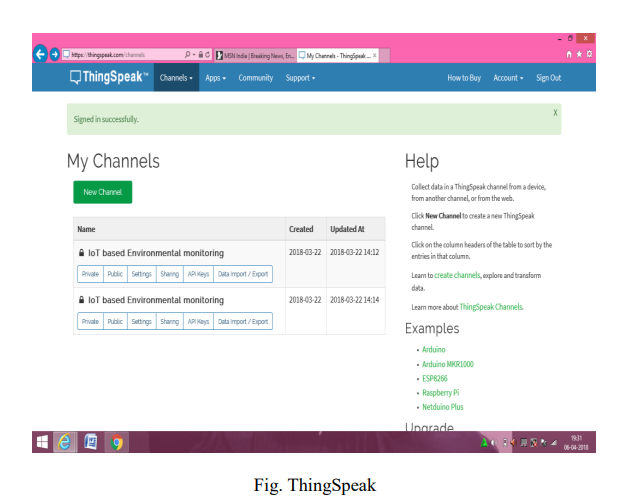 https://thingspeak.com/channels
MSN India | Breaking News, En...
My Channels - ThingSpeak ...
ThingSpeak™
Channels
Apps
Community
Support
How to Buy
Account
Sign Out
Signed in successfully.
X
My Channels
New Channel
Name
Created
Updated At
IoT based Environmental monitoring
2018-03-22
2018-03-22 14:12
Private
Public
Settings
Sharing
API Keys
Data Import / Export
IoT based Environmental monitoring
2018-03-22
2018-03-22 14:14
Private
Public
Settings
Sharing
API Keys
Data Import / Export
Help
Collect data in a ThingSpeak channel from a device,
from another channel, or from the web.
Click New Channel to create a new ThingSpeak
channel.
Click on the column headers of the table to sort by the
entries in that column.
Learn to create channels, explore and transform
data.
Learn more about ThingSpeak Channels.
Examples
• Arduino
• Arduino MKR1000
• ESP8266
• Raspberry Pi
• Netduino Plus
Upgrade
19:31
06-04-2018
Fig. ThingSpeak